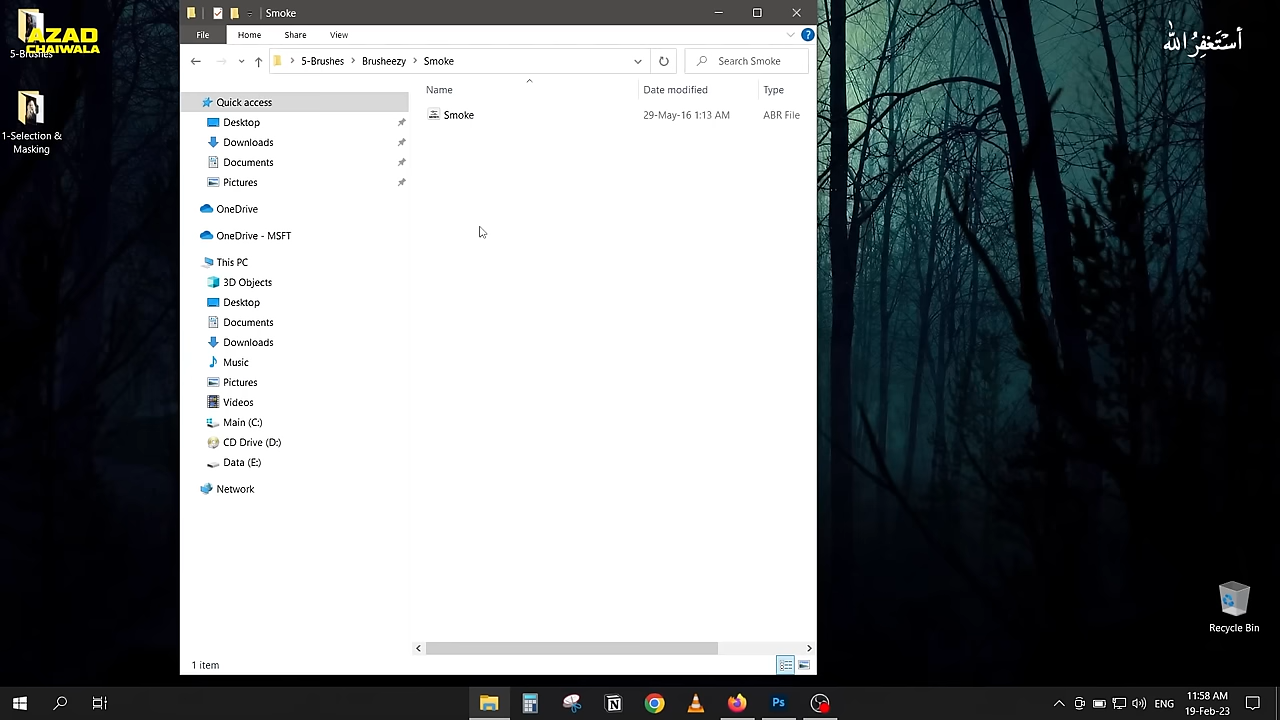 5-Brushes
AZAD
CHAIWALA
1-Selection &
Masking
Smoke
File
Home
Share
View
5-Brushes
Brusheezy
Smoke
Search Smoke
Name
Date modified
Type
Smoke
29-May-16 1:13 AM
ABR File
Quick access
Desktop
Downloads
Documents
Pictures
OneDrive
OneDrive - MSFT
This PC
3D Objects
Desktop
Documents
Downloads
Music
Pictures
Videos
Main (C:)
CD Drive (D:)
Data (E:)
Network
1 item
أَسْتَغْفِرُ اللّٰه
Recycle Bin
Ps
ENG
11:58 AM
19-Feb-23